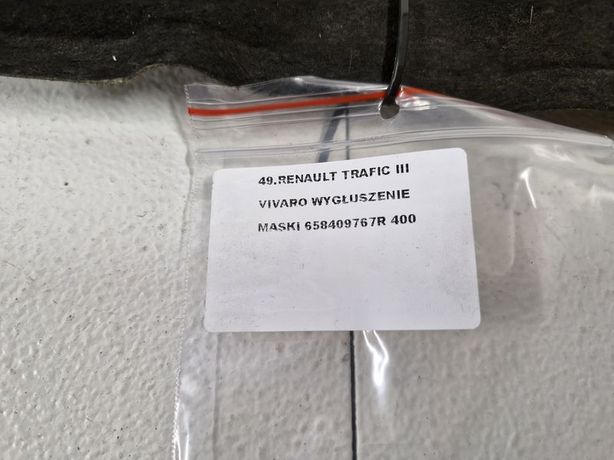 49.RENAULT TRAFIC III
VIVARO WYGŁUSZENIE
MASKI 658409767R 400